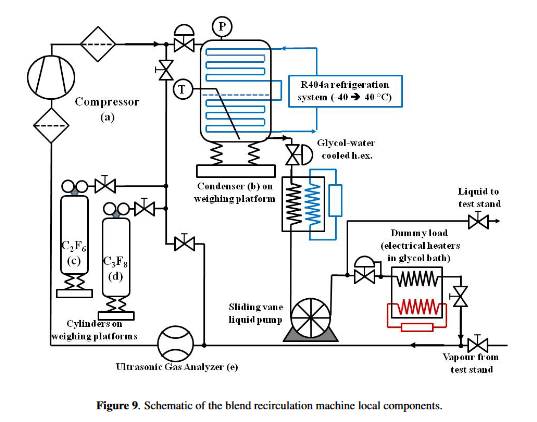 P
R404a refrigeration
system (-40 → 40 °C)
T
Compressor
(a)
Glycol-water
cooled h.ex.
Condenser (b) on
weighing platform
Liquid to
test stand
Dummy load
(electrical heaters
in glycol bath)
C2F6
(c)
C3F8
(d)
Sliding vane
liquid pump
Cylinders on
weighing platforms
Ultrasonic Gas Analyzer (e)
Vapour from
test stand
Figure 9. Schematic of the blend recirculation machine local components.